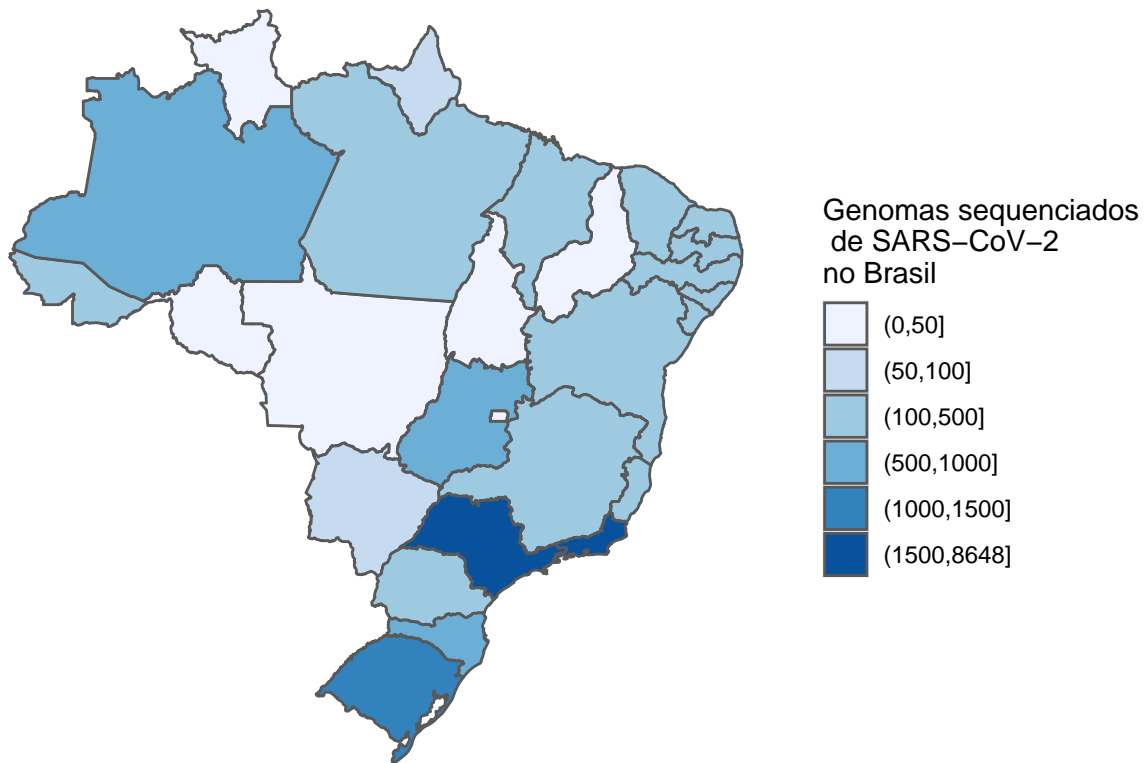 Genomas sequenciados
de SARS−CoV−2
no Brasil
(0,50]
(50,100]
(100,500]
(500,1000]
(1000,1500]
(1500,8648]